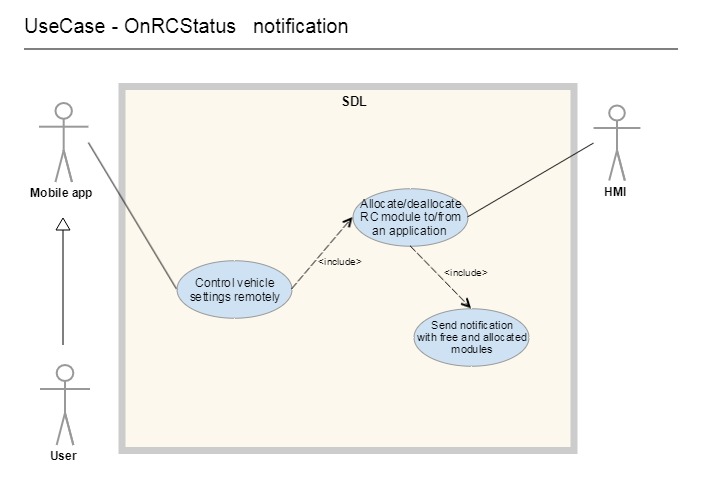 UseCase - OnRCStatus notification
SDL
Mobile app
HMI
Allocate/deallocate
RC module to/from
an application
<include>
<include>
Control vehicle
settings remotely
Send notification
with free and allocated
modules
User